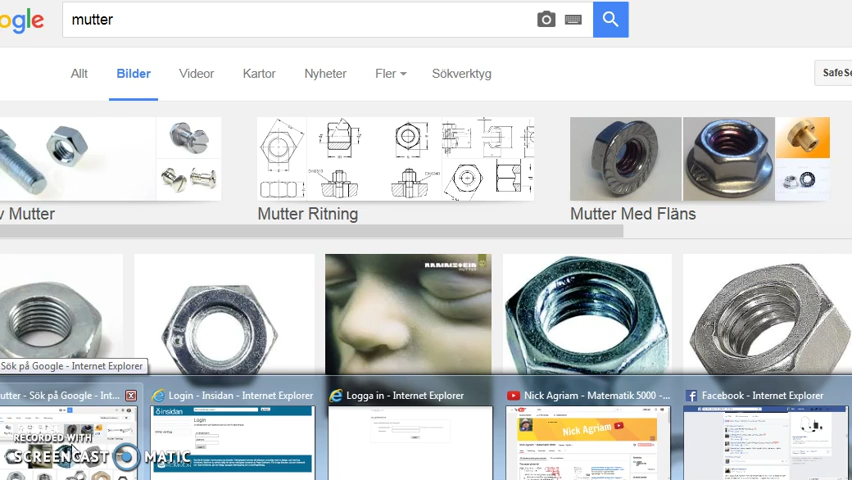 ogle mutter
Allt Bilder Videor Kartor Nyheter Fler Sökverktyg SafeSe
v Mutter Mutter Ritning Mutter Med Fläns
RAMMSTEIN
MUTTER
Sök på Google - Internet Explorer
utter - Sök på Google - Int... Login - Insidan - Internet Explorer Logga in - Internet Explorer Nick Agriam - Matematik 5000 -... Facebook - Internet Explorer
insidan
Login
Nick Agriam
RECORDED WITH
SCREENCAST MATIC